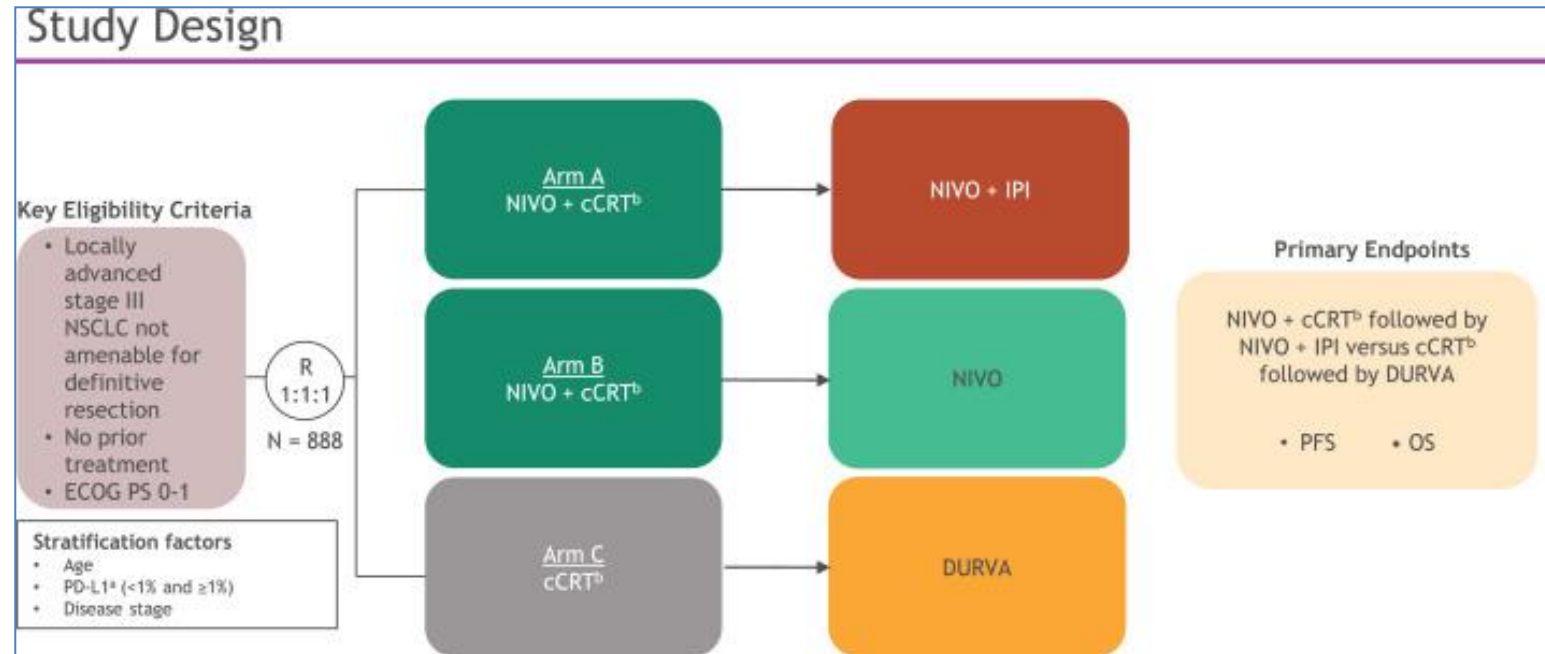 Study Design
Key Eligibility Criteria
• Locally
advanced
stage III
NSCLC not
amenable for
definitive
resection
• No prior
treatment
• ECOG PS 0-1
Stratification factors
• Age
• PD-L1ᵃ (<1% and ≥1%)
• Disease stage
R
1:1:1
N = 888
Arm A
NIVO + cCRTᵇ
NIVO + IPI
Arm B
NIVO + cCRTᵇ
NIVO
Arm C
cCRTᵇ
DURVA
Primary Endpoints
NIVO + cCRTᵇ followed by
NIVO + IPI versus cCRTᵇ
followed by DURVA
• PFS • OS